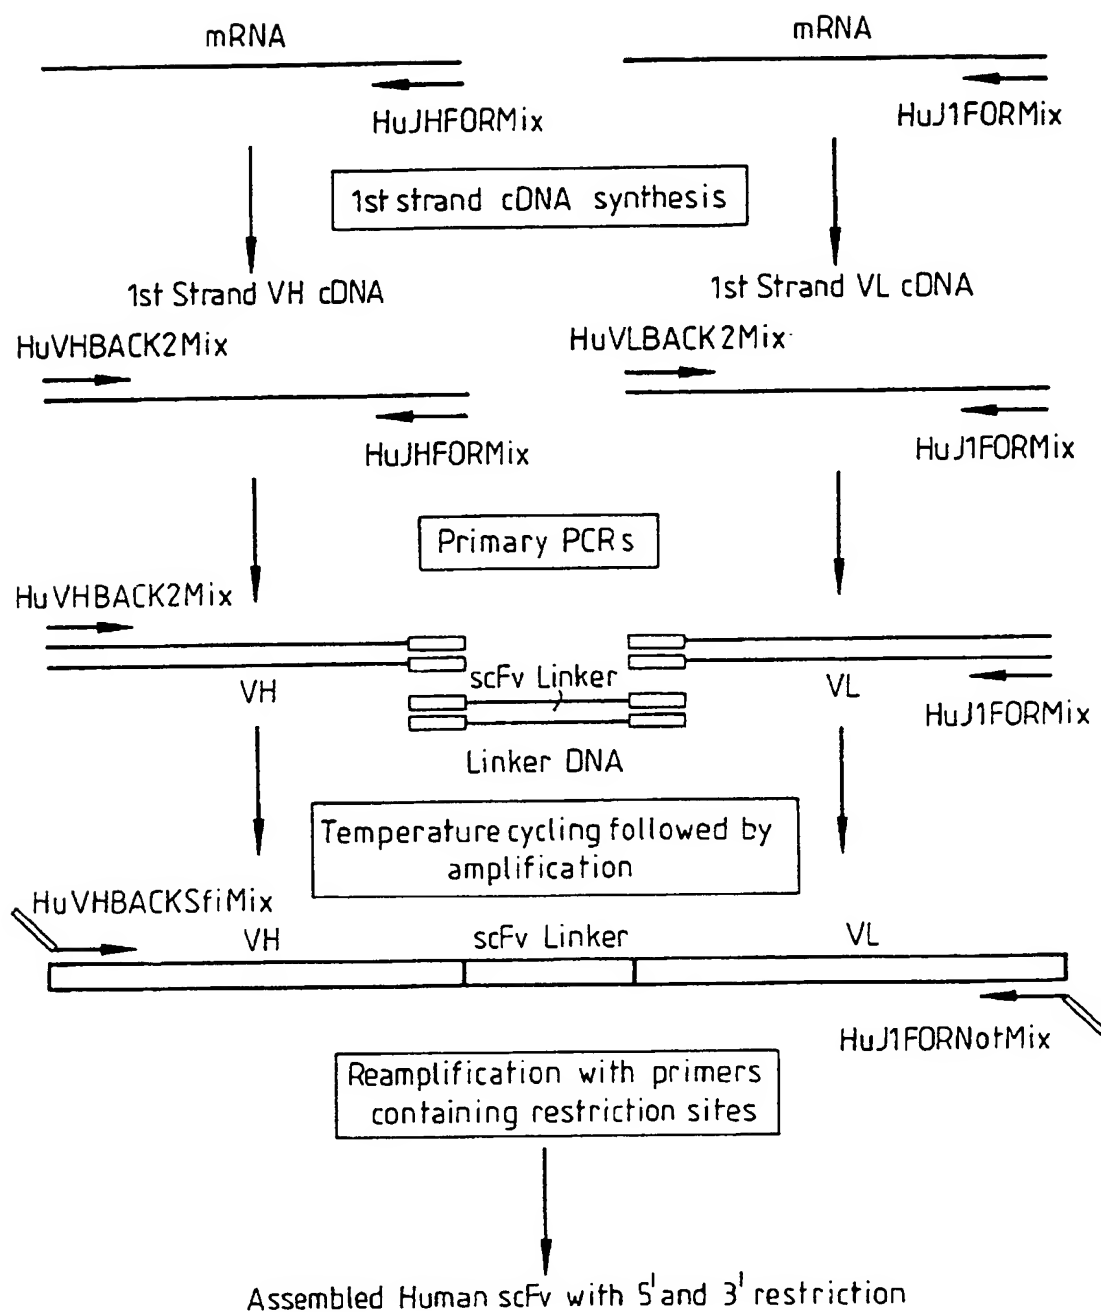 mRNA
mRNA
HuJHFORMix
HuJ1FORMix
1st strand cDNA synthesis
1st Strand VH cDNA
1st Strand VL cDNA
HuVHBACK2Mix
HuVLBACK2Mix
HuJHFORMix
HuJ1FORMix
Primary PCRs
HuVHBACK2Mix
VH
scFv Linker
VL
HuJ1FORMix
Linker DNA
Temperature cycling followed by
amplification
HuVHBACKSfiMix
VH
scFv Linker
VL
HuJ1FORNotMix
Reamplification with primers
containing restriction sites
Assembled Human scFv with 5' and 3' restriction